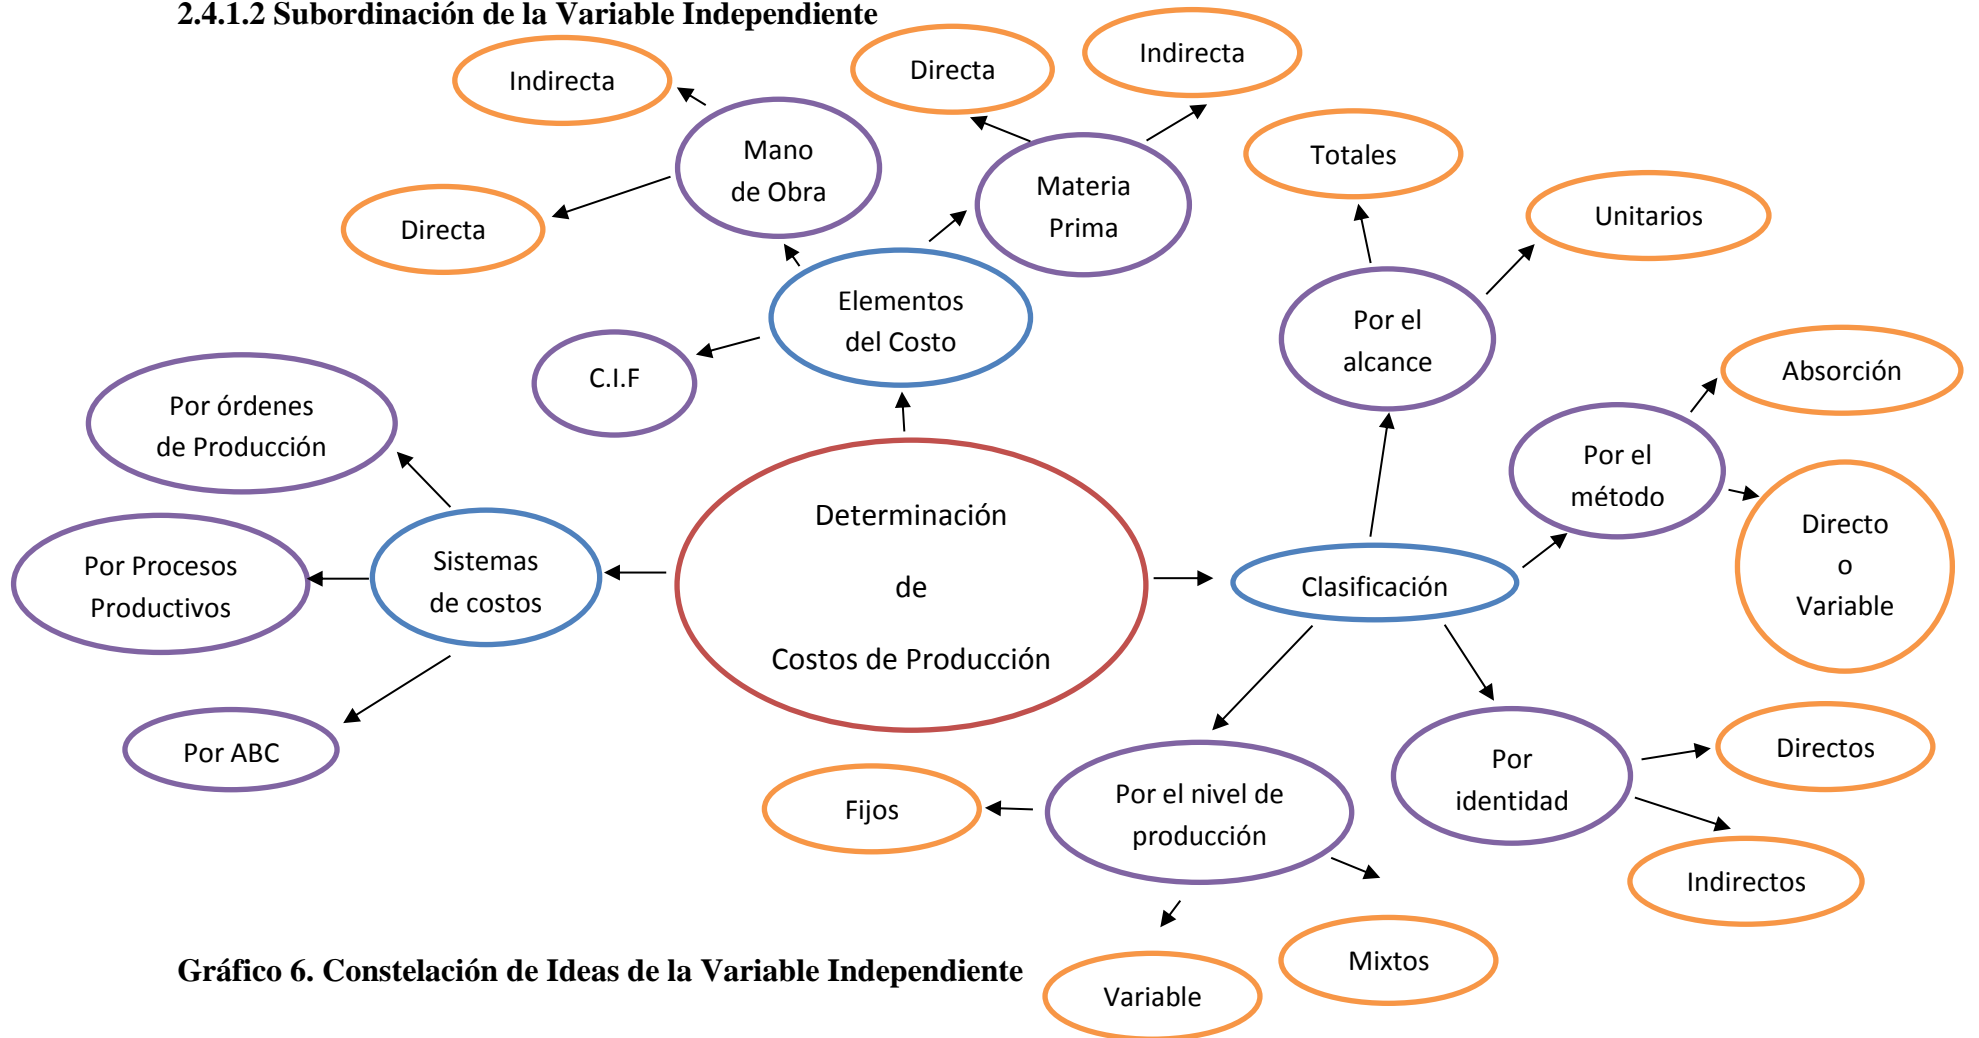 2.4.1.2 Subordinación de la Variable Independiente
Indirecta
Directa
Indirecta
Mano
de Obra
Totales
Materia
Prima
Directa
Unitarios
Elementos
del Costo
Por el
alcance
C.I.F
Absorción
Por órdenes
de Producción
Por el
método
Determinación
de
Costos de Producción
Directo
o
Variable
Sistemas
de costos
Por Procesos
Productivos
Clasificación
Por ABC
Por
identidad
Directos
Fijos
Por el nivel de
producción
Indirectos
Mixtos
Variable
Gráfico 6. Constelación de Ideas de la Variable Independiente